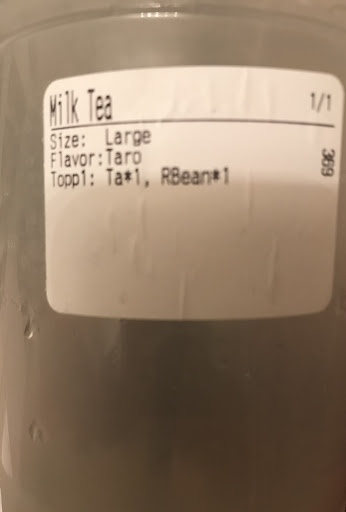 Milk Tea 1/1
Size: Large
Flavor:Taro
Topp1: Ta*1, RBean*1
369